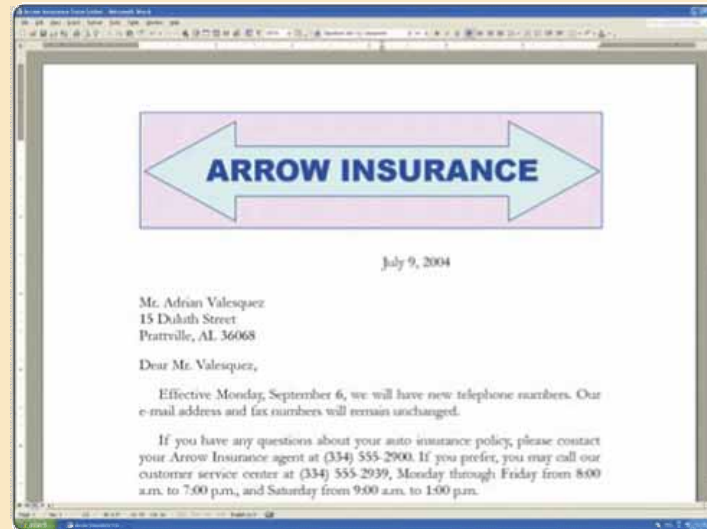 ARROW INSURANCE
July 9, 2004
Mr. Adrian Valesquez
15 Duluth Street
Prattville, AL 36068
Dear Mr. Valesquez,
Effective Monday, September 6, we will have new telephone numbers. Our
e-mail address and fax numbers will remain unchanged.
If you have any questions about your auto insurance policy, please contact
your Arrow Insurance agent at (334) 555-2900. If you prefer, you may call our
customer service center at (334) 555-2939, Monday through Friday from 8:00
a.m. to 7:00 p.m., and Saturday from 9:00 a.m. to 1:00 p.m.